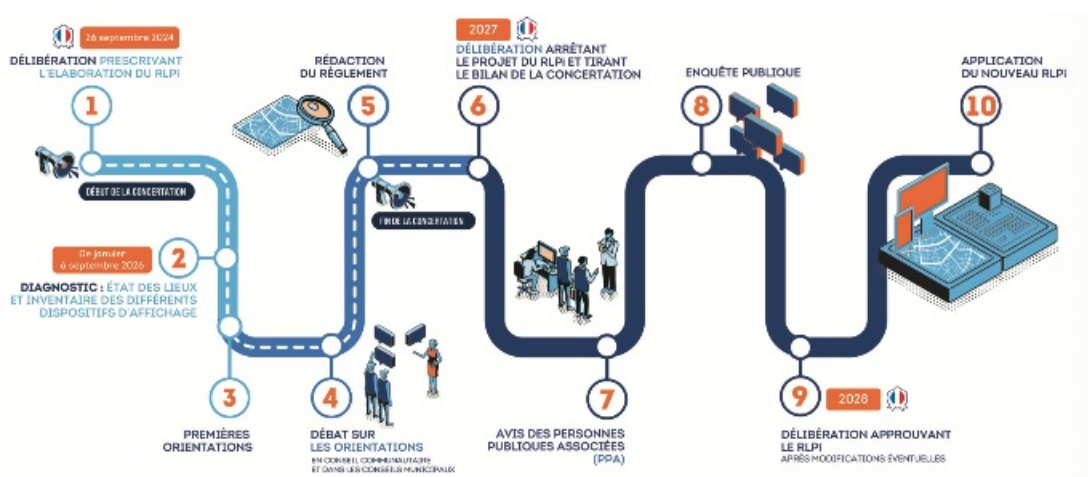 26 septembre 2024
DÉLIBÉRATION PRESCRIVANT
L'ELABORATION DU RLPi
1
DÉBUT DE LA CONCERTATION
De janvier
à septembre 2026
2
DIAGNOSTIC : ÉTAT DES LIEUX
ET INVENTAIRE DES DIFFÉRENTS
DISPOSITIFS D'AFFICHAGE
3
PREMIÈRES
ORIENTATIONS
4
DÉBAT SUR
LES ORIENTATIONS
EN CONSEIL COMMUNAUTAIRE
ET DANS LES CONSEILS MUNICIPAUX
RÉDACTION
DU RÈGLEMENT
5
FIN DE LA CONCERTATION
2027
DÉLIBÉRATION ARRÊTANT
LE PROJET DU RLPi ET TIRANT
LE BILAN DE LA CONCERTATION
6
7
AVIS DES PERSONNES
PUBLIQUES ASSOCIÉES
(PPA)
ENQUÊTE PUBLIQUE
8
9
2028
DÉLIBÉRATION APPROUVANT
LE RLPI
APRÈS MODIFICATIONS ÉVENTUELLES
APPLICATION
DU NOUVEAU RLPI
10